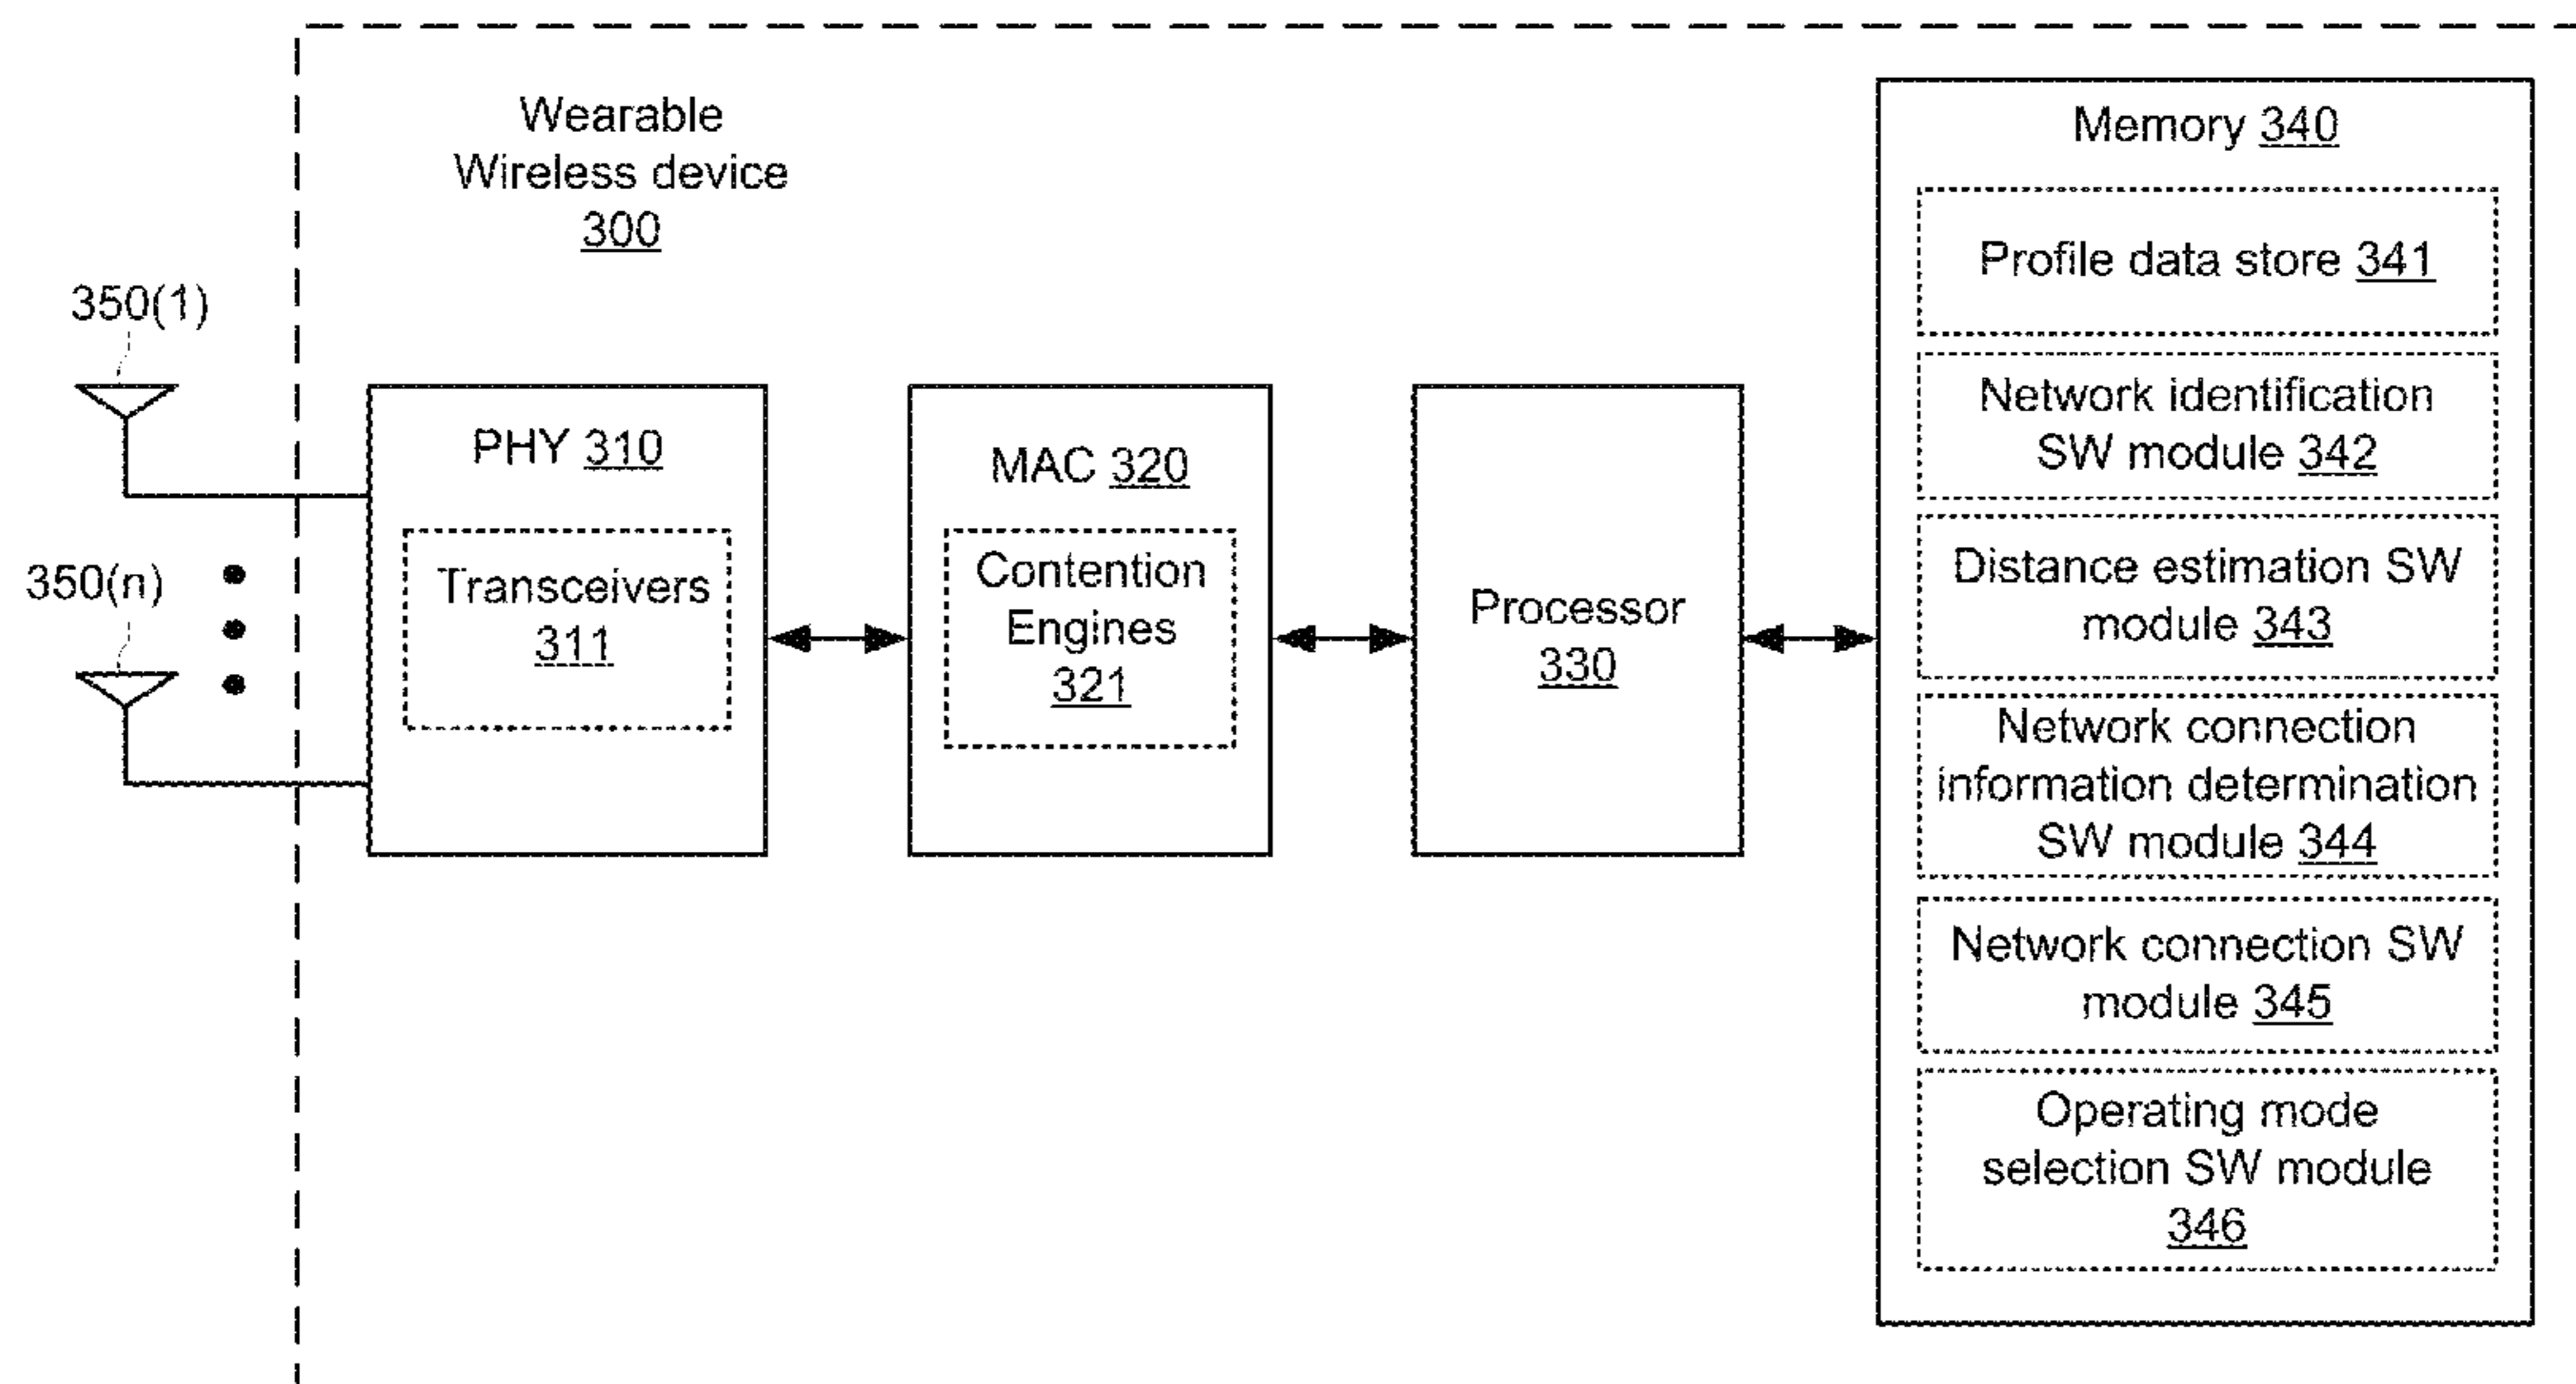 Wearable
Wireless device
300
350(1)
350(n)
PHY 310
Transceivers
311
MAC 320
Contention
Engines
321
Processor
330
Memory 340
Profile data store 341
Network identification
SW module 342
Distance estimation SW
module 343
Network connection
information determination
SW module 344
Network connection SW
module 345
Operating mode
selection SW module
346